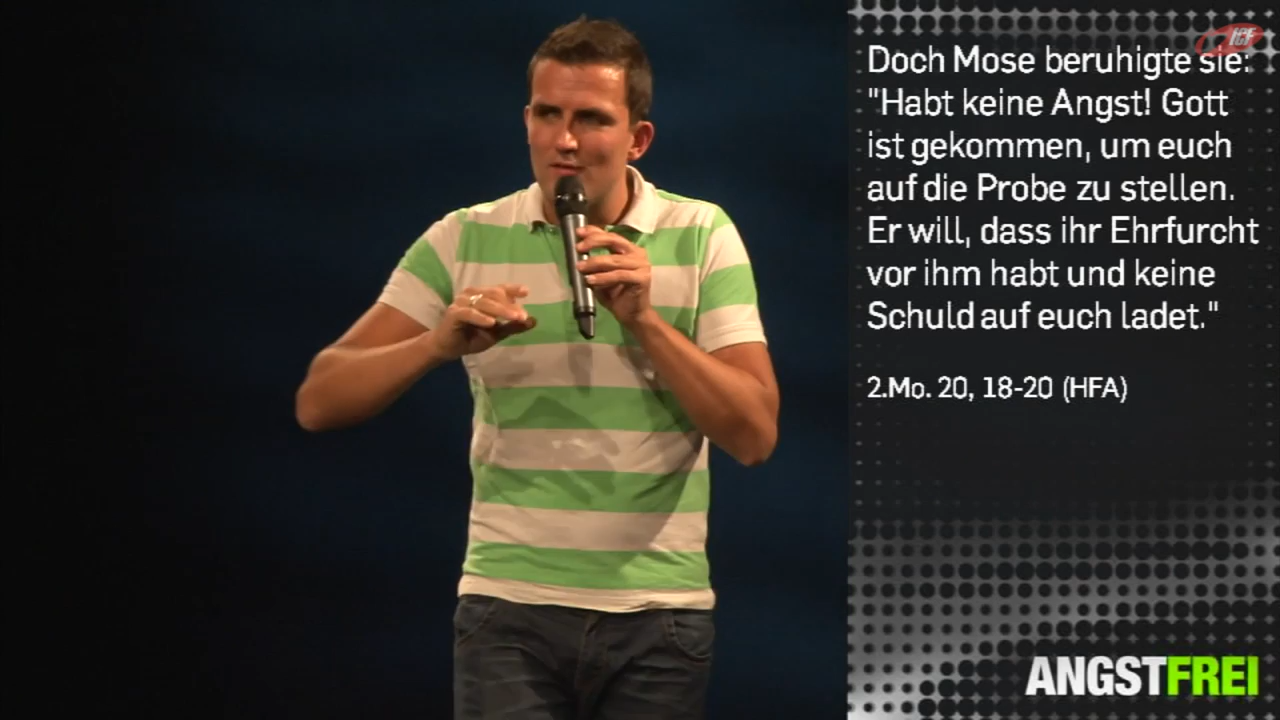 ICF
Doch Mose beruhigte sie:
"Habt keine Angst! Gott
ist gekommen, um euch
auf die Probe zu stellen.
Er will, dass ihr Ehrfurcht
vor ihm habt und keine
Schuld auf euch ladet."
2.Mo. 20, 18-20 (HFA)
ANGSTFREI